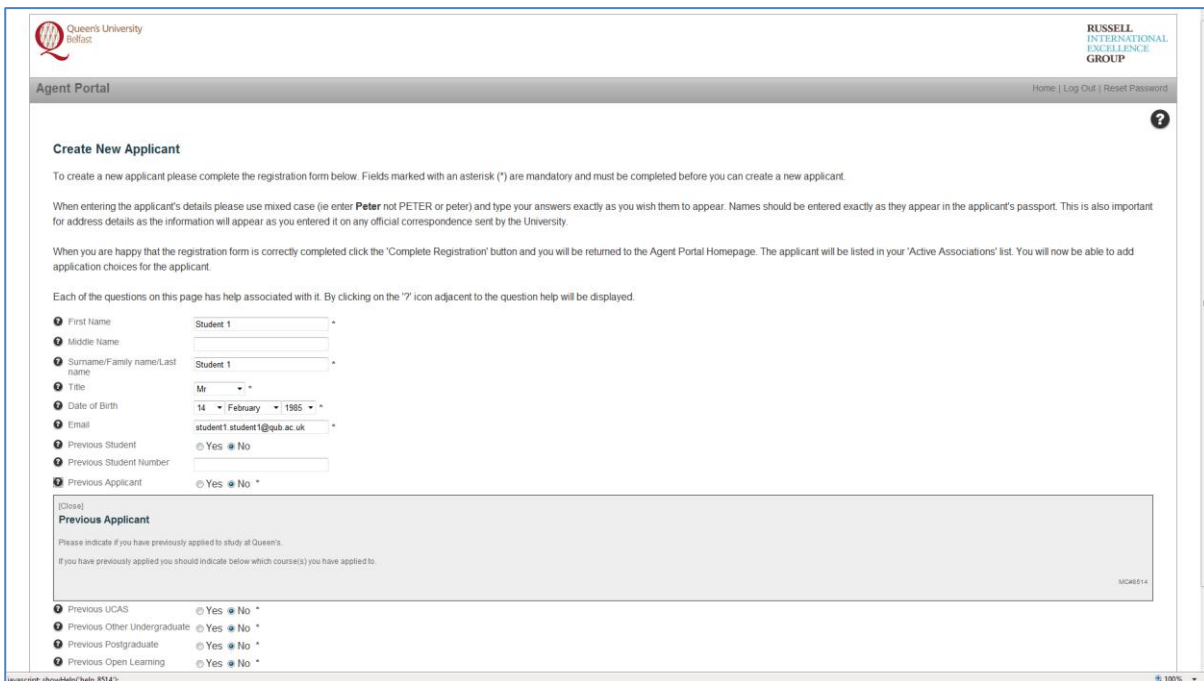 Queen's University
Belfast
RUSSELL
INTERNATIONAL
EXCELLENCE
GROUP
Agent Portal
Home | Log Out | Reset Password
?
Create New Applicant
To create a new applicant please complete the registration form below. Fields marked with an asterisk (*) are mandatory and must be completed before you can create a new applicant.
When entering the applicant's details please use mixed case (ie enter Peter not PETER or peter) and type your answers exactly as you wish them to appear. Names should be entered exactly as they appear in the applicant's passport. This is also important
for address details as the information will appear as you entered it on any official correspondence sent by the University.
When you are happy that the registration form is correctly completed click the 'Complete Registration' button and you will be returned to the Agent Portal Homepage. The applicant will be listed in your 'Active Associations' list. You will now be able to add
application choices for the applicant.
Each of the questions on this page has help associated with it. By clicking on the '?' icon adjacent to the question help will be displayed.
? First Name Student 1 *
? Middle Name
? Surname/Family name/Last Student 1 *
name
? Title Mr *
? Date of Birth 14 February 1985 *
? Email student1.student1@qub.ac.uk *
? Previous Student Yes No
? Previous Student Number
? Previous Applicant Yes No *
[Close]
Previous Applicant
Please indicate if you have previously applied to study at Queen's.
If you have previously applied you should indicate below which course(s) you have applied to.
MC#8514
? Previous UCAS Yes No *
? Previous Other Undergraduate Yes No *
? Previous Postgraduate Yes No *
? Previous Open Learning Yes No *
javascript: showHelp('help_8514');
100%